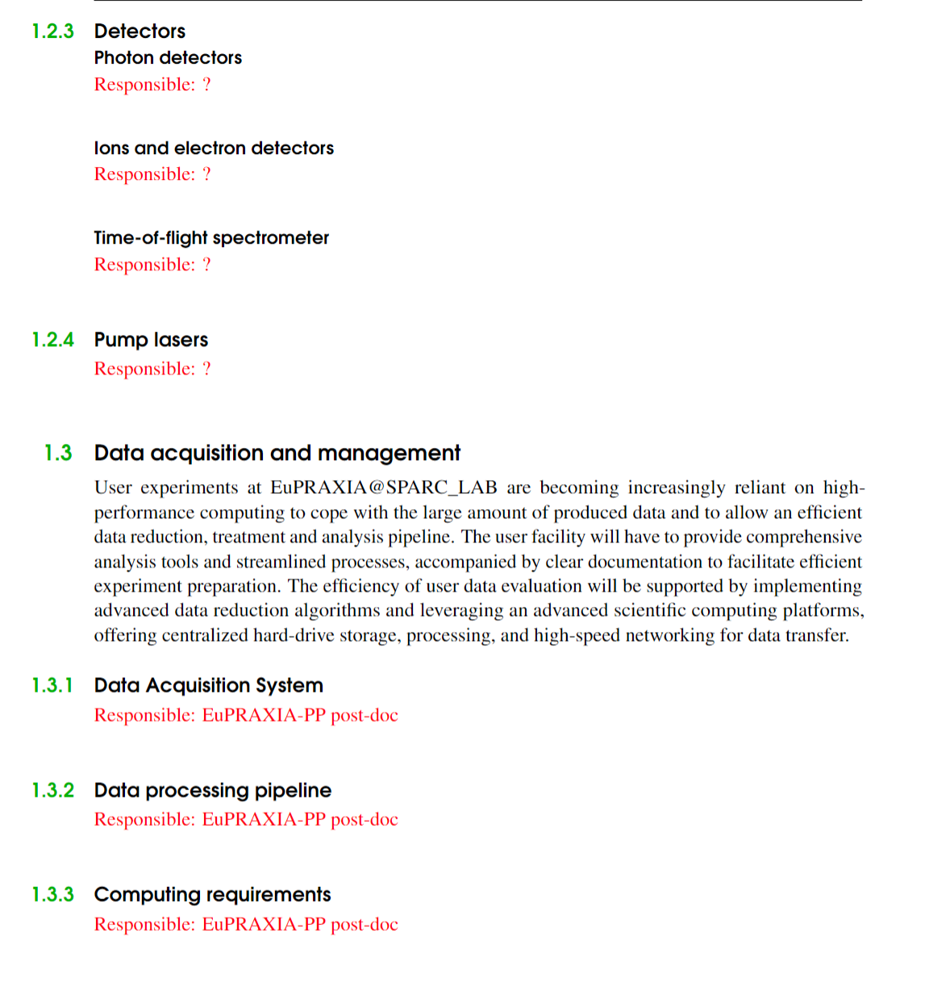 1.2.3 Detectors
Photon detectors
Responsible: ?
Ions and electron detectors
Responsible: ?
Time-of-flight spectrometer
Responsible: ?
1.2.4 Pump lasers
Responsible: ?
1.3 Data acquisition and management
User experiments at EuPRAXIA@SPARC_LAB are becoming increasingly reliant on high-
performance computing to cope with the large amount of produced data and to allow an efficient
data reduction, treatment and analysis pipeline. The user facility will have to provide comprehensive
analysis tools and streamlined processes, accompanied by clear documentation to facilitate efficient
experiment preparation. The efficiency of user data evaluation will be supported by implementing
advanced data reduction algorithms and leveraging an advanced scientific computing platforms,
offering centralized hard-drive storage, processing, and high-speed networking for data transfer.
1.3.1 Data Acquisition System
Responsible: EuPRAXIA-PP post-doc
1.3.2 Data processing pipeline
Responsible: EuPRAXIA-PP post-doc
1.3.3 Computing requirements
Responsible: EuPRAXIA-PP post-doc